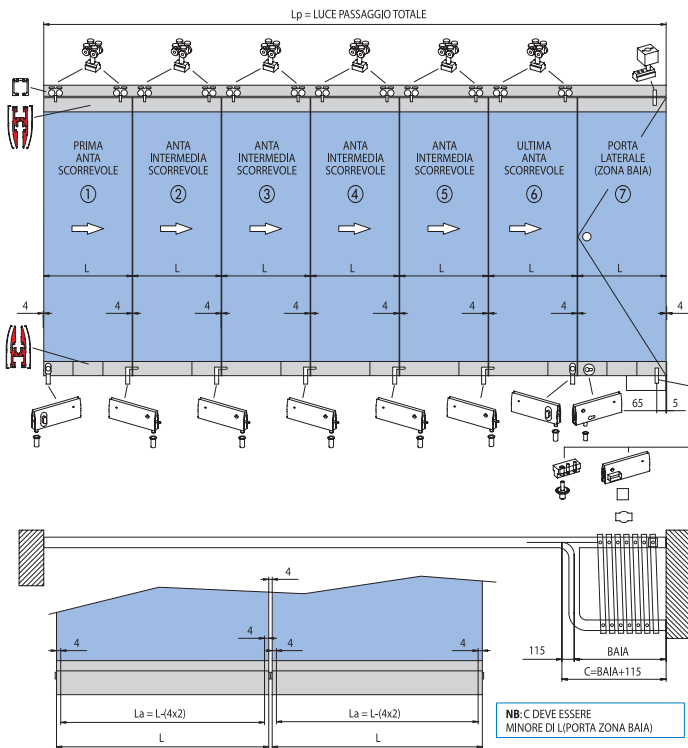 Lp = LUCE PASSAGGIO TOTALE
PRIMA
ANTA
SCORREVOLE
1
ANTA
INTERMEDIA
SCORREVOLE
2
ANTA
INTERMEDIA
SCORREVOLE
3
ANTA
INTERMEDIA
SCORREVOLE
4
ANTA
INTERMEDIA
SCORREVOLE
5
ULTIMA
ANTA
SCORREVOLE
6
PORTA
LATERALE
(ZONA BAIA)
7
L L L L L L L
4 4 4 4 4 4 4 4
65 5
4
4 4
4
La = L-(4x2) La = L-(4x2)
L L
115 BAIA
C=BAIA+115
NB: C DEVE ESSERE
MINORE DI L(PORTA ZONA BAIA)